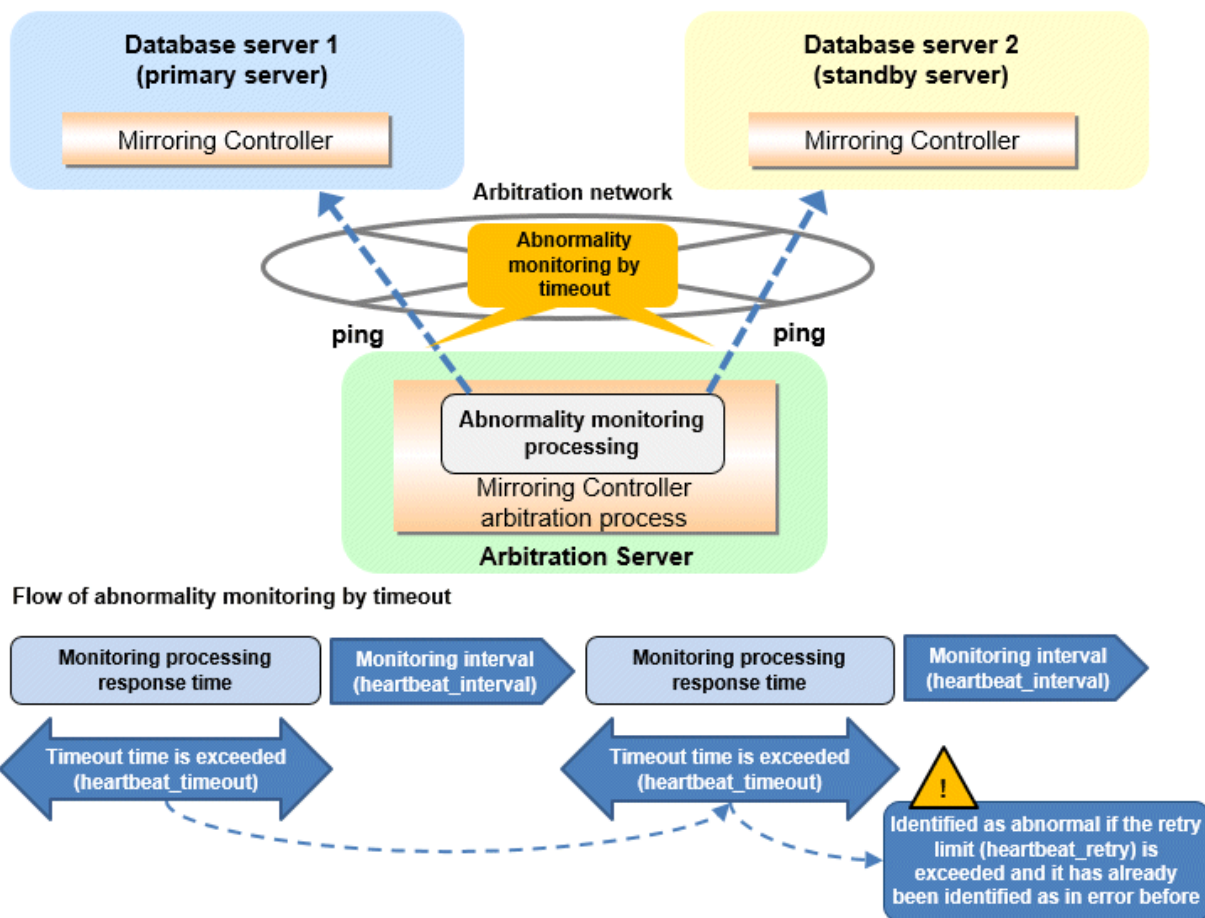 Database server 1
(primary server)
Mirroring Controller
Database server 2
(standby server)
Mirroring Controller
Arbitration network
Abnormality
monitoring by
timeout
ping
ping
Abnormality monitoring
processing
Mirroring Controller
arbitration process
Arbitration Server
Flow of abnormality monitoring by timeout
Monitoring processing
response time
Monitoring interval
(heartbeat_interval)
Monitoring processing
response time
Monitoring interval
(heartbeat_interval)
Timeout time is exceeded
(heartbeat_timeout)
Timeout time is exceeded
(heartbeat_timeout)
!
Identified as abnormal if the retry
limit (heartbeat_retry) is
exceeded and it has already
been identified as in error before